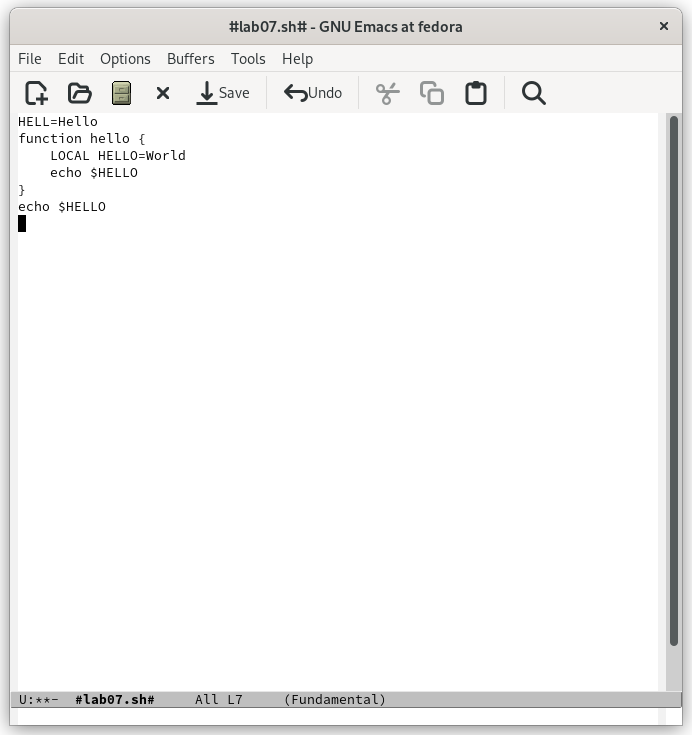 #lab07.sh# - GNU Emacs at fedora
File Edit Options Buffers Tools Help
Save Undo
HELL=Hello
function hello {
    LOCAL HELLO=World
    echo $HELLO
}
echo $HELLO
U:**-  #lab07.sh#     All L7     (Fundamental)